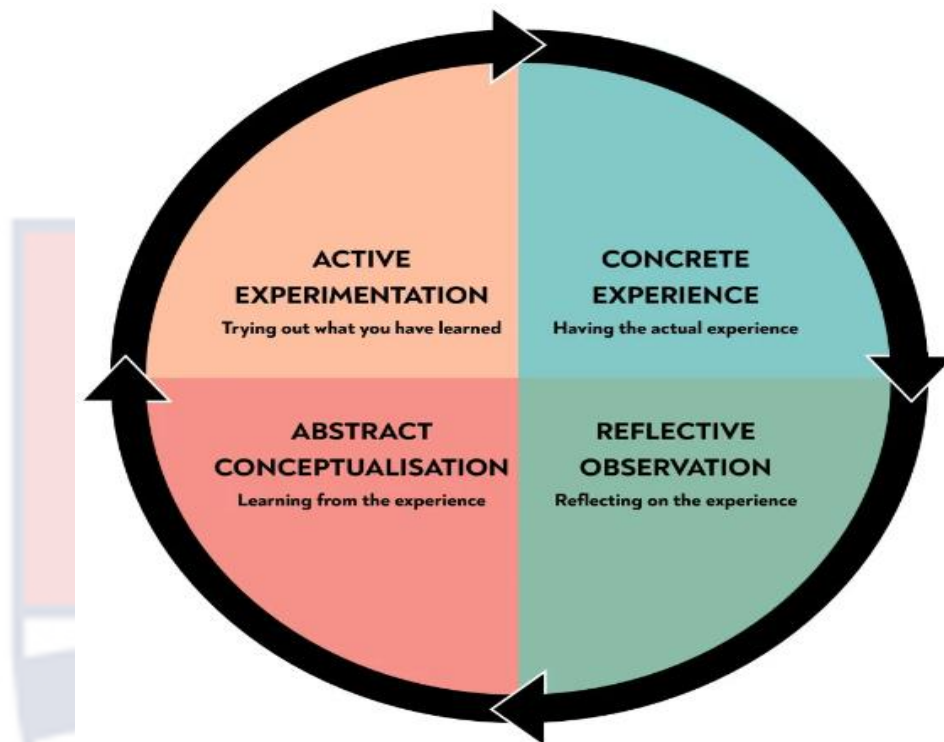 ACTIVE
EXPERIMENTATION
Trying out what you have learned
CONCRETE
EXPERIENCE
Having the actual experience
ABSTRACT
CONCEPTUALISATION
Learning from the experience
REFLECTIVE
OBSERVATION
Reflecting on the experience